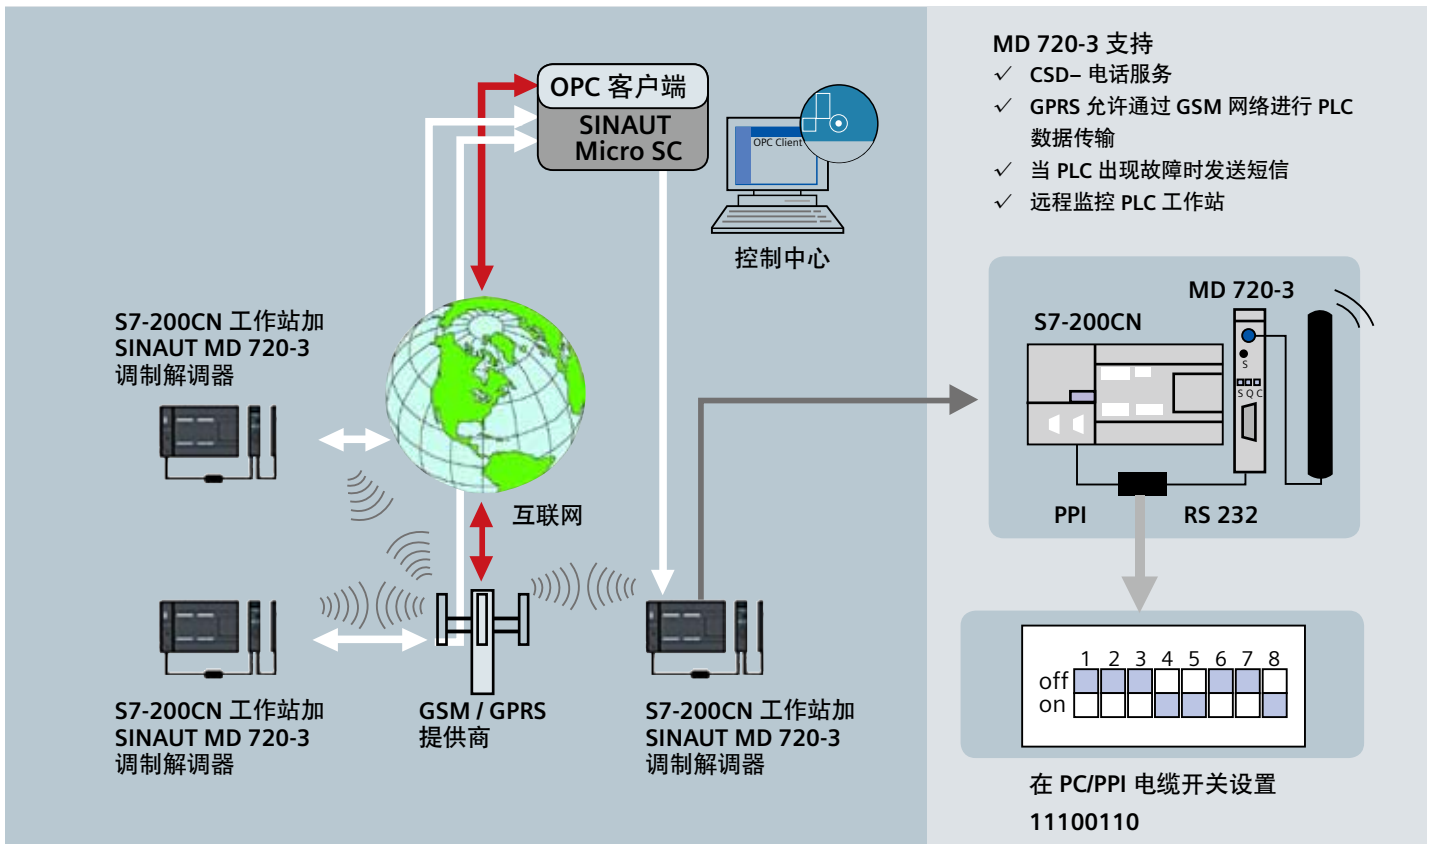 OPC 客户端
SINAUT
Micro SC
OPC Client
控制中心
S7-200CN 工作站加
SINAUT MD 720-3
调制解调器
互联网
S7-200CN 工作站加
SINAUT MD 720-3
调制解调器
GSM / GPRS
提供商
S7-200CN 工作站加
SINAUT MD 720-3
调制解调器
MD 720-3 支持
✓ CSD– 电话服务
✓ GPRS 允许通过 GSM 网络进行 PLC
数据传输
✓ 当 PLC 出现故障时发送短信
✓ 远程监控 PLC 工作站
MD 720-3
S7-200CN
S
S Q C
PPI
RS 232
1 2 3 4 5 6 7 8
off
on
在 PC/PPI 电缆开关设置
11100110